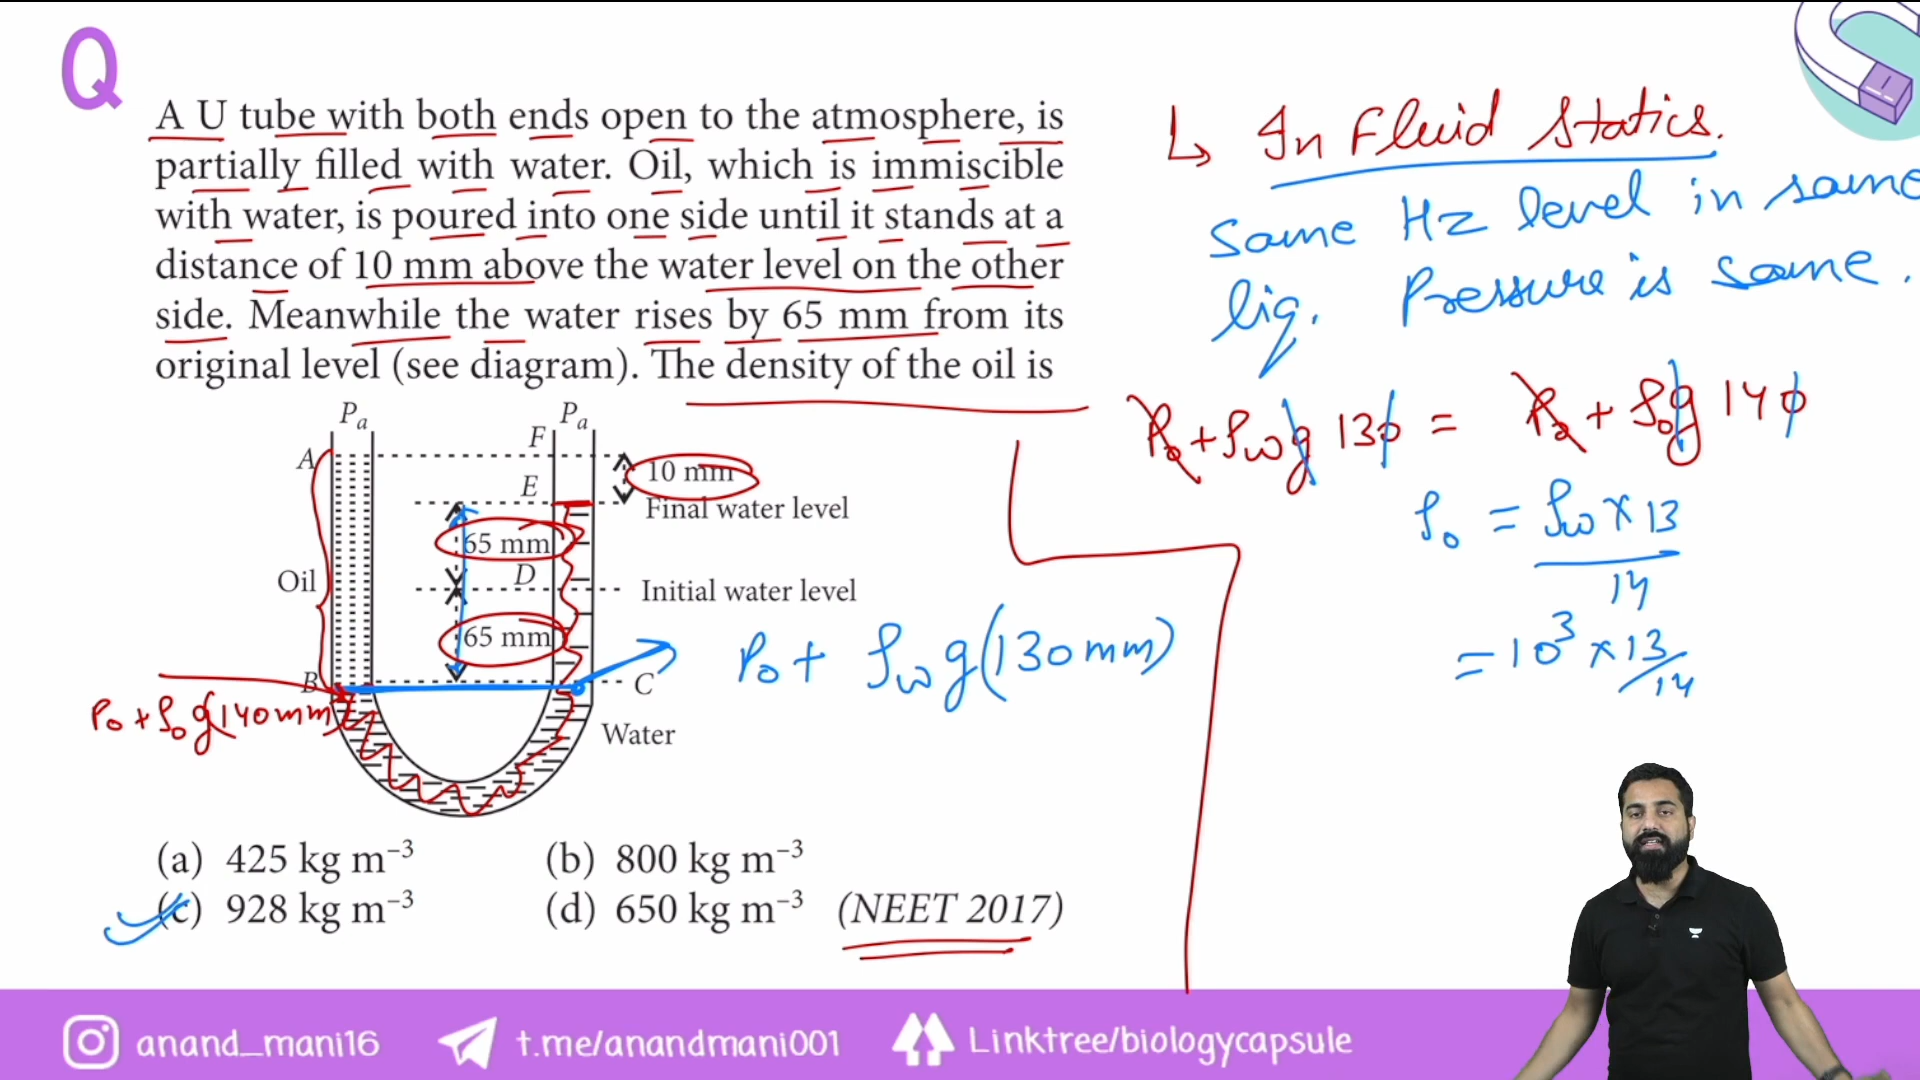 Q
A U tube with both ends open to the atmosphere, is
partially filled with water. Oil, which is immiscible
with water, is poured into one side until it stands at a
distance of 10 mm above the water level on the other
side. Meanwhile the water rises by 65 mm from its
original level (see diagram). The density of the oil is
↳ In Fluid Statics.
Same Hz level in same
liq. Pressure is same.
P₀ + ρw g 130 = P₀ + ρ₀ g 140
ρ₀ = ρw × 13 / 14
= 10³ × 13/14
Pa
Pa
F
A
10 mm
E
Final water level
65 mm
D
Oil
Initial water level
65 mm
B
C
P₀ + ρw g (130 mm)
P₀ + ρ₀ g (140 mm)
Water
(a) 425 kg m⁻³ (b) 800 kg m⁻³
(c) 928 kg m⁻³ (d) 650 kg m⁻³ (NEET 2017)
anand_mani16 t.me/anandmani001 Linktree/biologycapsule